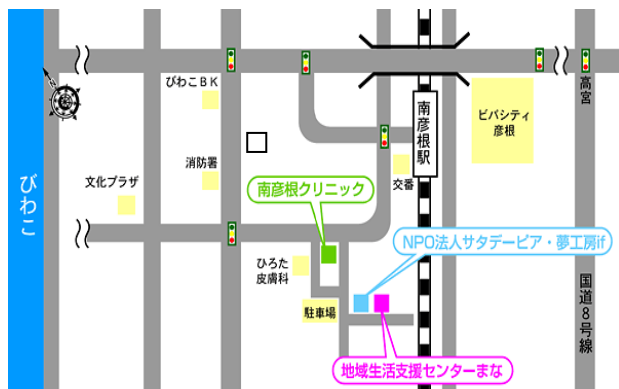 N
びわこBK
高宮
ビバシティ
彦根
南彦根駅
消防署
交番
文化プラザ
びわこ
南彦根クリニック
NPO法人サタデーピア・夢工房if
ひろた
皮膚科
駐車場
国道8号線
地域生活支援センターまな